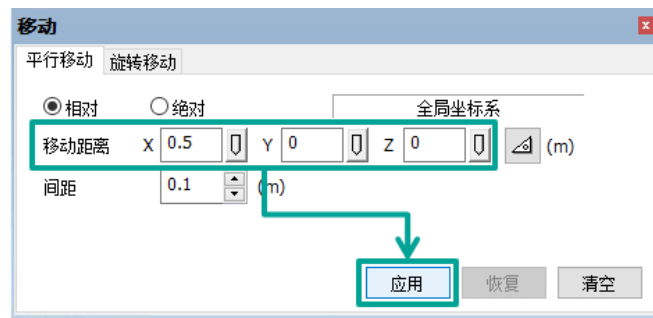 移动
平行移动 旋转移动
相对 绝对 全局坐标系
移动距离 X 0.5 Y 0 Z 0 (m)
间距 0.1 (m)
应用 恢复 清空